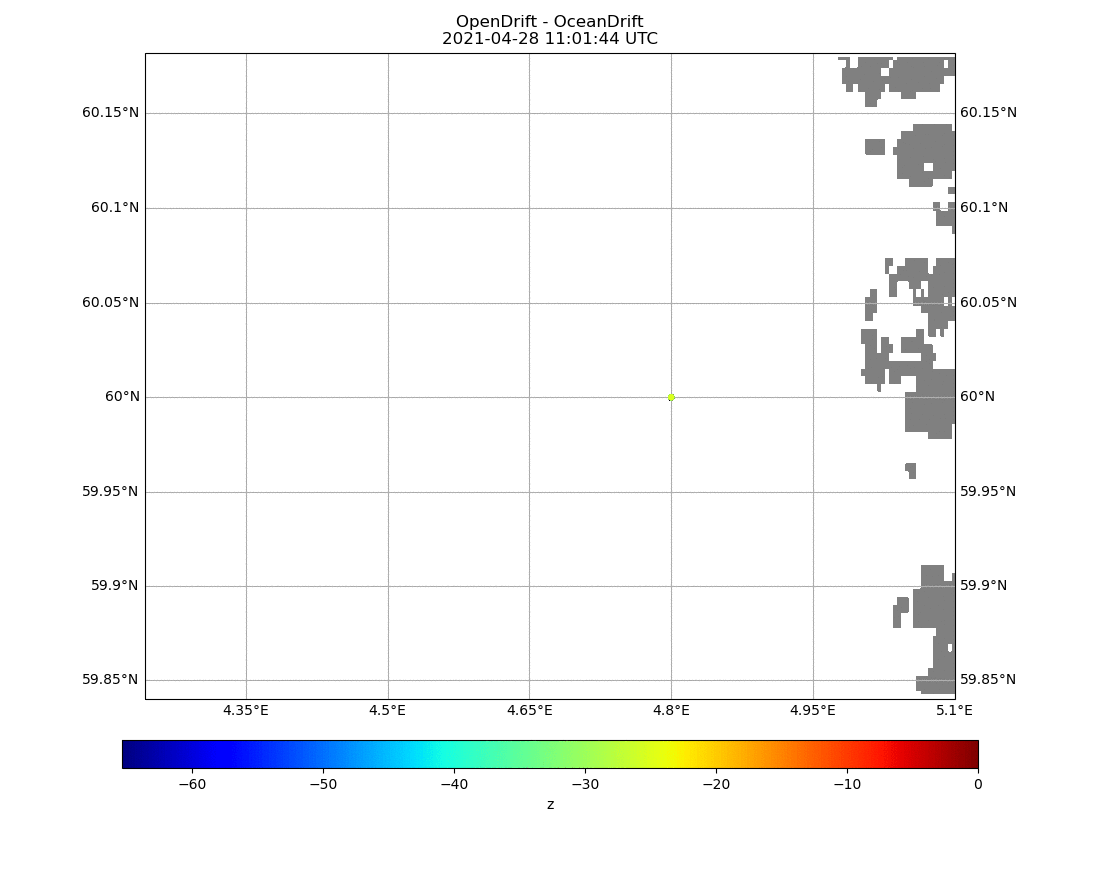 OpenDrift - OceanDrift
2021-04-28 11:01:44 UTC
60.15°N 60.15°N
60.1°N 60.1°N
60.05°N 60.05°N
60°N 60°N
59.95°N 59.95°N
59.9°N 59.9°N
59.85°N 59.85°N
4.35°E 4.5°E 4.65°E 4.8°E 4.95°E 5.1°E
−60 −50 −40 −30 −20 −10 0
z